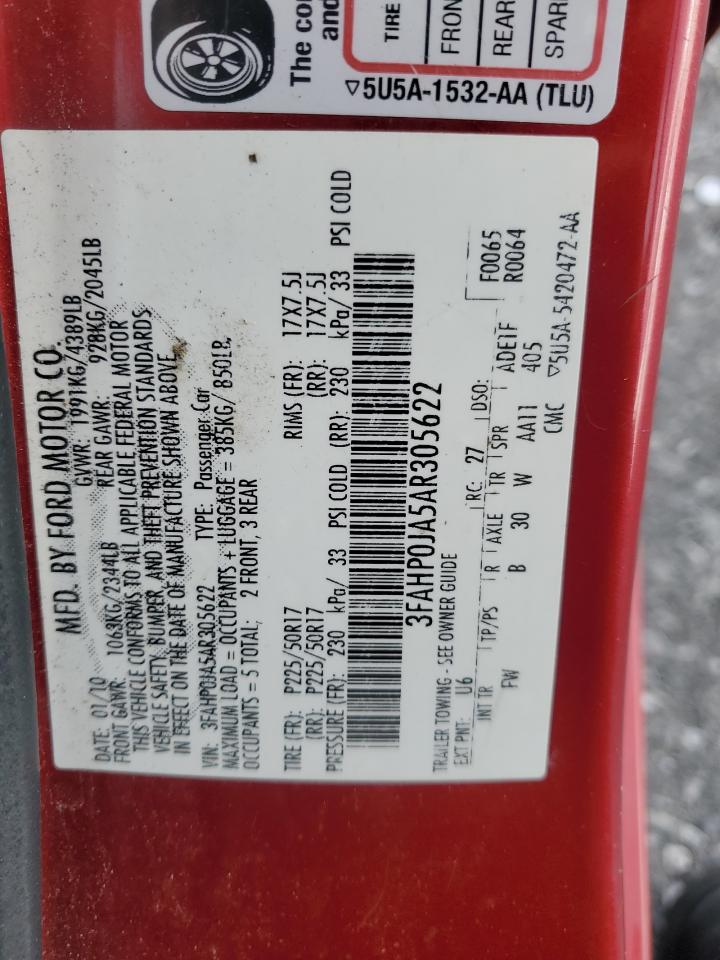 The co
and
TIRE
FRON
REAR
SPAR
▽5U5A-1532-AA (TLU)
MFD. BY FORD MOTOR CO.
DATE: 01/10 GVWR: 1991KG/4389LB
FRONT GAWR: 1063KG/2344LB REAR GAWR: 928KG/2045LB
THIS VEHICLE CONFORMS TO ALL APPLICABLE FEDERAL MOTOR
VEHICLE SAFETY, BUMPER, AND THEFT PREVENTION STANDARDS
IN EFFECT ON THE DATE OF MANUFACTURE SHOWN ABOVE.
VIN: 3FAHP0JA5AR305622 TYPE: Passenger Car
MAXIMUM LOAD = OCCUPANTS + LUGGAGE = 385KG/ 850LB.
OCCUPANTS = 5 TOTAL; 2 FRONT, 3 REAR
TIRE (FR): P225/50R17 RIMS (FR): 17X7.5J
(RR): P225/50R17 (RR): 17X7.5J
PRESSURE (FR): 230 kPa/ 33 PSI COLD (RR): 230 kPa/ 33 PSI COLD
3FAHP0JA5AR305622
TRAILER TOWING - SEE OWNER GUIDE
EXT PNT: U6 RC: 27 DSO: F0065
R0064
INT TR TP/PS R AXLE TR SPR ADE1F
FW B 30 W AA11 405
CMC ▽5U5A-5420472-AA